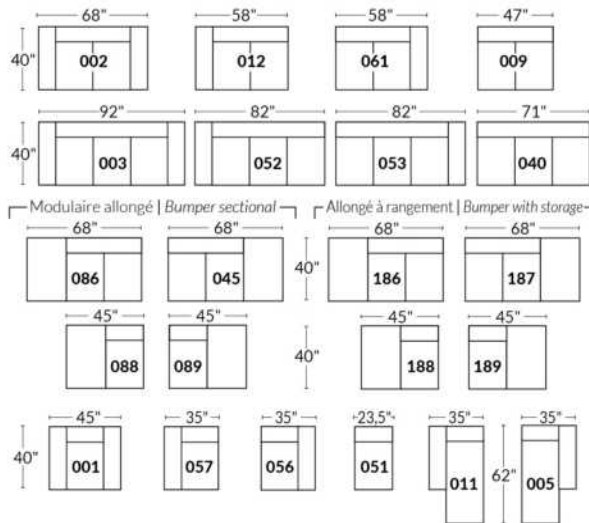 68" 58" 58" 47"
40" 002 012 061 009
92" 82" 82" 71"
40" 003 052 053 040
Modulaire allongé | Bumper sectional Allongé à rangement | Bumper with storage
68" 68" 68" 68"
086 045 40" 186 187
45" 45" 45" 45"
088 089 40" 188 189
45" 35" 35" 23,5" 35" 35"
40" 001 057 056 051 011 62" 005